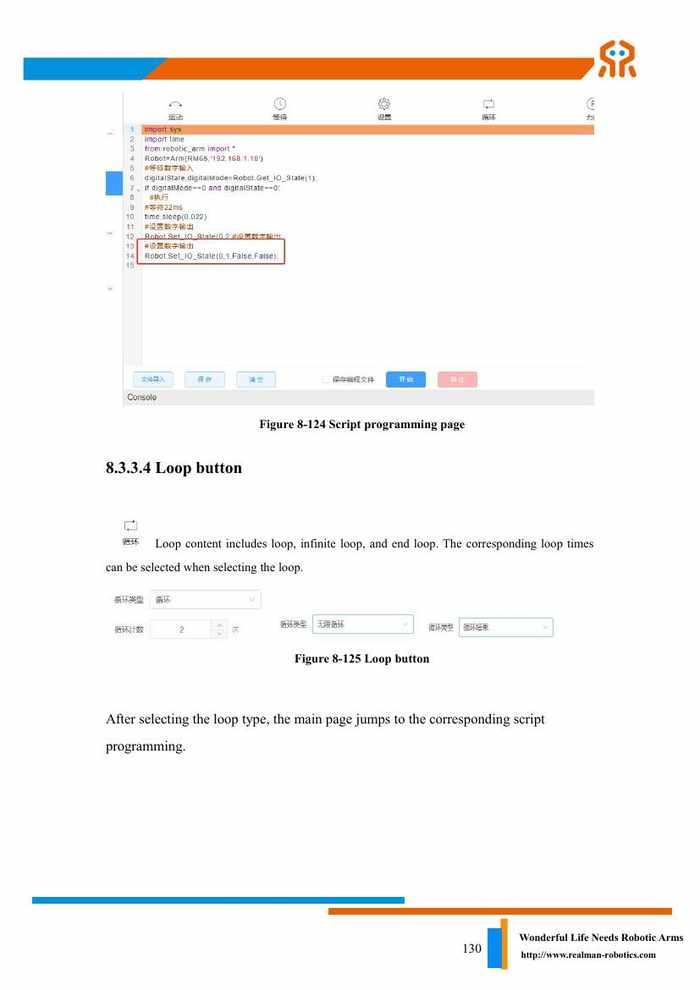 运动 等待 设置 循环
1 import sys
2 import time
3 from robotic_arm import *
4 Robot=Arm(RM65,'192.168.1.18')
5 #等待数字输入
6 digitalState,digitalMode=Robot.Get_IO_State(1);
7 if digitalMode==0 and digitalState==0:
8 #执行
9 #等待22ms
10 time.sleep(0.022)
11 #设置数字输出
12 Robot.Set_IO_State(0,2,#设置数字输出
13 #设置数字输出
14 Robot.Set_IO_State(0,1,False,False);
15
文件导入 保存 清空 保存编程文件 开始
Console
Figure 8-124 Script programming page
8.3.3.4 Loop button
循环 Loop content includes loop, infinite loop, and end loop. The corresponding loop times
can be selected when selecting the loop.
循环类型 循环
循环计数 2 次 循环类型 无限循环 循环类型 循环结束
Figure 8-125 Loop button
After selecting the loop type, the main page jumps to the corresponding script
programming.
130
Wonderful Life Needs Robotic Arms
http://www.realman-robotics.com